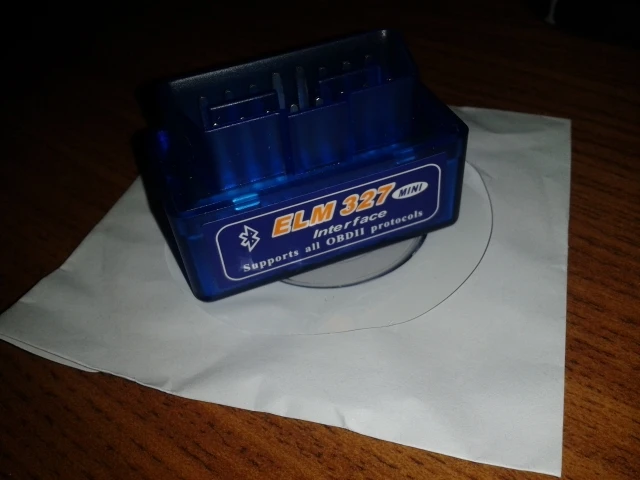 ELM 327 MINI
Interface
Supports all OBDII protocols